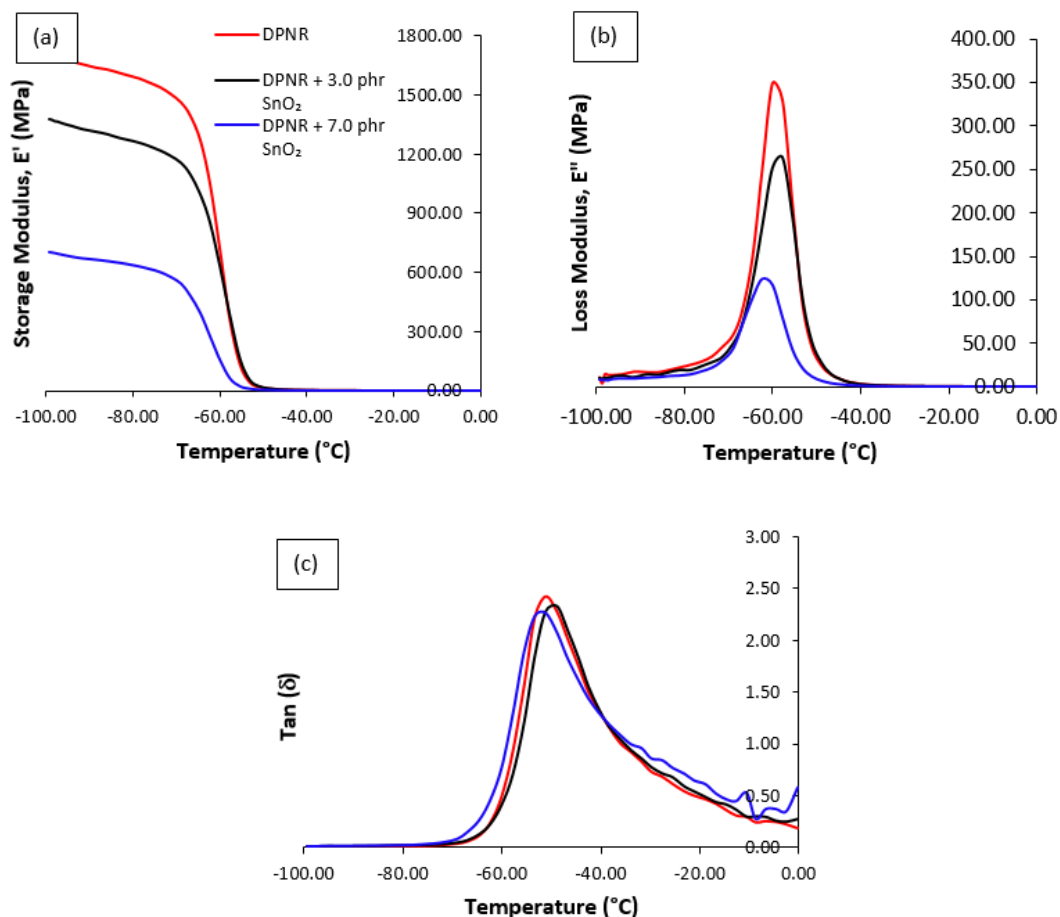 (a)
DPNR
DPNR + 3.0 phr
SnO₂
DPNR + 7.0 phr
SnO₂
Storage Modulus, E' (MPa)
1800.00
1500.00
1200.00
900.00
600.00
300.00
0.00
-100.00 -80.00 -60.00 -40.00 -20.00 0.00
Temperature (°C)
(b)
Loss Modulus, E" (MPa)
400.00
350.00
300.00
250.00
200.00
150.00
100.00
50.00
0.00
-100.00 -80.00 -60.00 -40.00 -20.00 0.00
Temperature (°C)
(c)
Tan (δ)
3.00
2.50
2.00
1.50
1.00
0.50
0.00
-100.00 -80.00 -60.00 -40.00 -20.00 0.00
Temperature (°C)